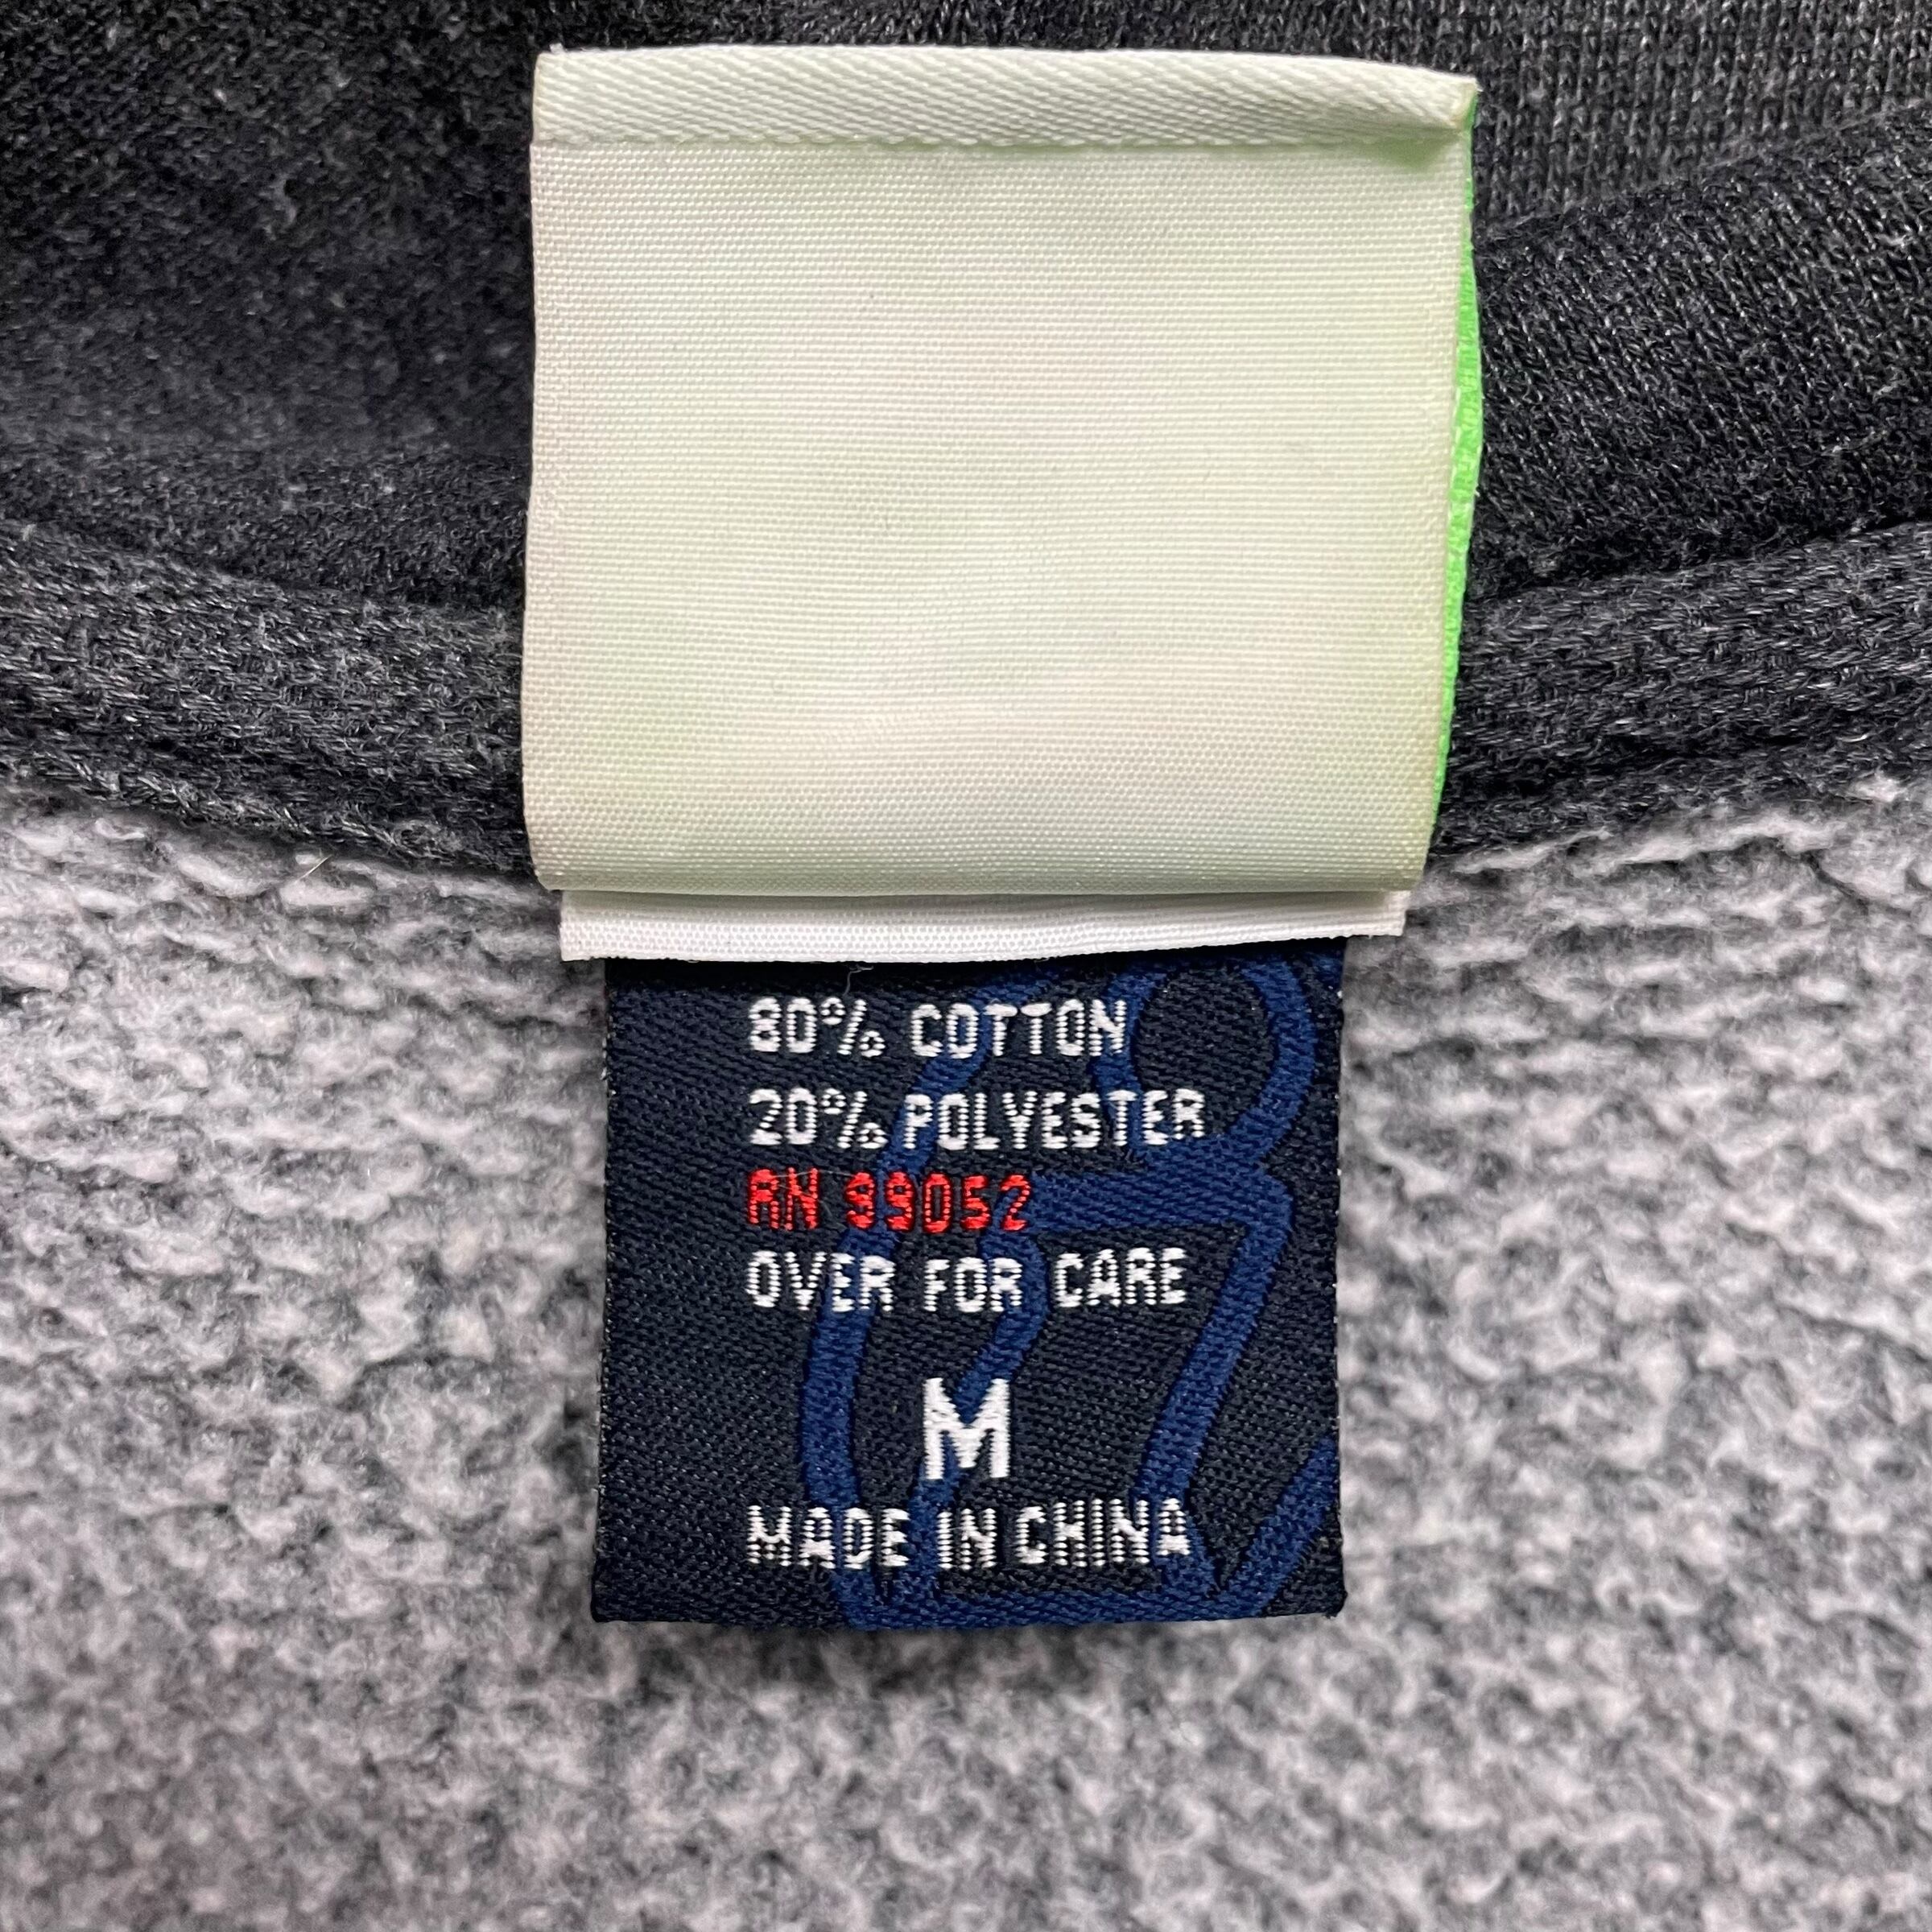 80% COTTON
20% POLYESTER
RN 99052
OVER FOR CARE
M
MADE IN CHINA